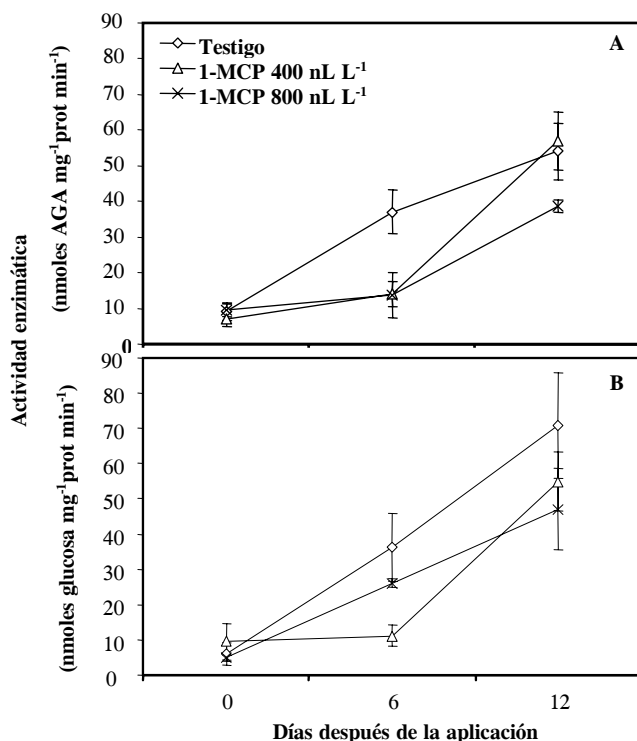 90
80
70
60
50
40
30
20
10
0
Testigo
1-MCP 400 nL L-1
1-MCP 800 nL L-1
A
Actividad enzimática
(nmoles AGA mg-1prot min-1)
90
80
70
60
50
40
30
20
10
0
B
(nmoles glucosa mg-1prot min-1)
0 6 12
Días después de la aplicación